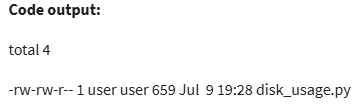 Code output:
total 4
-rw-rw-r-- 1 user user 659 Jul  9 19:28 disk_usage.py